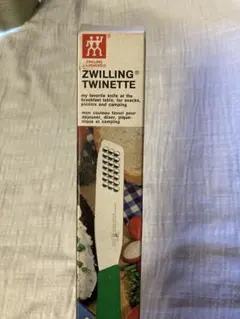 ZWILLING
J.A.HENCKELS
ZWILLING®
TWINETTE
my favorite knife at the
breakfast table, for snacks,
picnics and camping
mon couteau favori pour
déjeuner, dîner, pique-
nique et camping